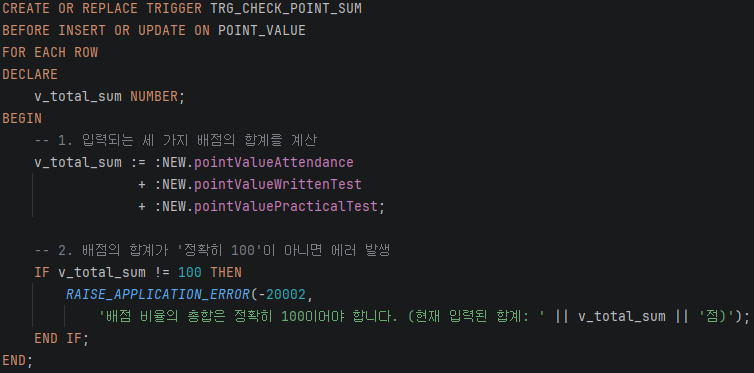 CREATE OR REPLACE TRIGGER TRG_CHECK_POINT_SUM
BEFORE INSERT OR UPDATE ON POINT_VALUE
FOR EACH ROW
DECLARE
    v_total_sum NUMBER;
BEGIN
    -- 1. 입력되는 세 가지 배점의 합계를 계산
    v_total_sum := :NEW.pointValueAttendance
                 + :NEW.pointValueWrittenTest
                 + :NEW.pointValuePracticalTest;
    -- 2. 배점의 합계가 '정확히 100'이 아니면 에러 발생
    IF v_total_sum != 100 THEN
        RAISE_APPLICATION_ERROR(-20002,
            '배점 비율의 총합은 정확히 100이어야 합니다. (현재 입력된 합계: ' || v_total_sum || '점)');
    END IF;
END;